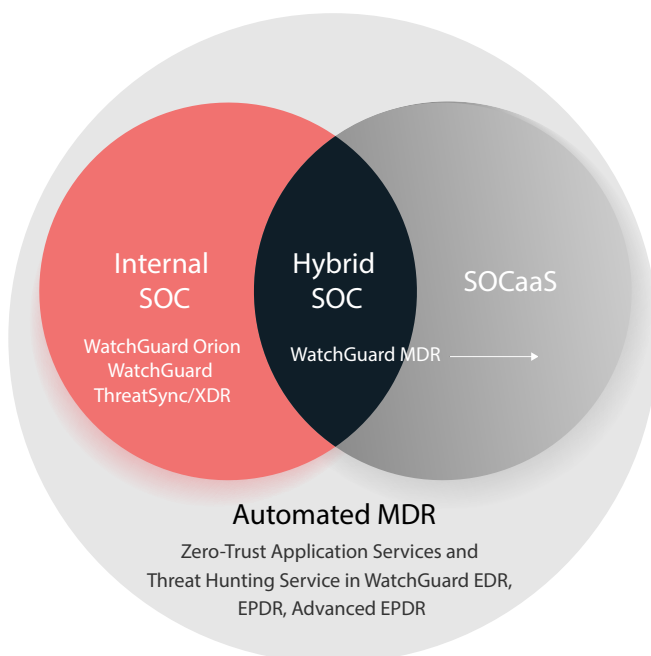 Internal
SOC
WatchGuard Orion
WatchGuard
ThreatSync/XDR
Hybrid
SOC
WatchGuard MDR
SOCaaS
Automated MDR
Zero-Trust Application Services and
Threat Hunting Service in WatchGuard EDR,
EPDR, Advanced EPDR